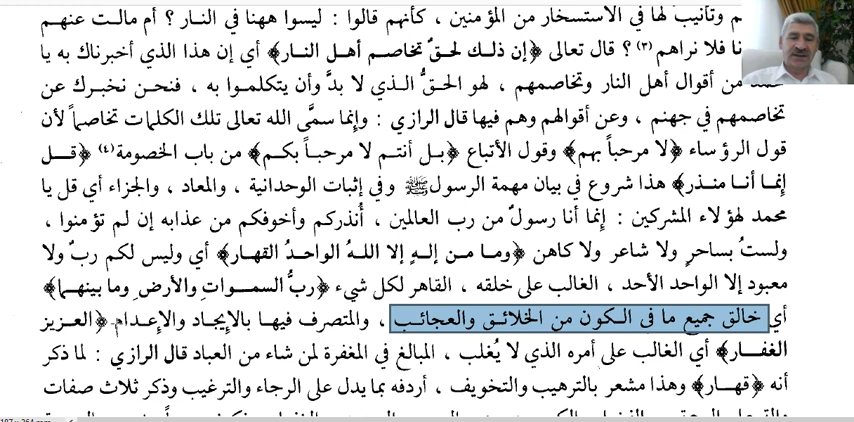 م وتأنيب لها في الاستسخار من المؤمنين ، كأنهم قالوا : ليسوا ههنا في النار ؟ أم مالت عنهم
نا فلا نراهم (٣) ؟ قال تعالى ﴿إن ذلك لحقٌ تخاصم أهل النار﴾ أي إن هذا الذي أخبرناك به يا
من أقوال أهل النار وتخاصمهم ، لهو الحقُّ الذي لا بدَّ وأن يتكلموا به ، فنحن نخبرك عن
تخاصمهم في جهنم ، وعن أقوالهم وهم فيها قال الرازي : وإنما سمَّى الله تعالى تلك الكلمات تخاصماً لأن
قول الرؤساء ﴿لا مرحباً بهم﴾ وقول الأتباع ﴿بل أنتم لا مرحباً بكم﴾ من باب الخصومة(٤) ﴿قل
إنما أنا منذر﴾ هذا شروع في بيان مهمة الرسول ﷺ وفي إثبات الوحدانية ، والمعاد ، والجزاء أي قل يا
محمد لهؤلاء المشركين : إنما أنا رسولٌ من رب العالمين ، أُنذركم وأخوفكم من عذابه إن لم تؤمنوا ،
ولستُ بساحرٍ ولا شاعر ولا كاهن ﴿وما من إلهٍ إلا اللهُ الواحدُ القهار﴾ أي وليس لكم ربٌ ولا
معبود إلا الواحد الأحد ، الغالب على خلقه ، القاهر لكل شيء ﴿ربُّ السمواتِ والأرضِ وما بينهما﴾
أي خالق جميع ما في الكون من الخلائق والعجائب ، والمتصرف فيها بالإيجاد والإعدام ﴿العزيز
الغفار﴾ أي الغالب على أمره الذي لا يُغلب ، المبالغ في المغفرة لمن شاء من العباد قال الرازي : لما ذكر
أنه ﴿قهار﴾ وهذا مشعر بالترهيب والتخويف ، أردفه بما يدل على الرجاء والترغيب وذكر ثلاث صفات